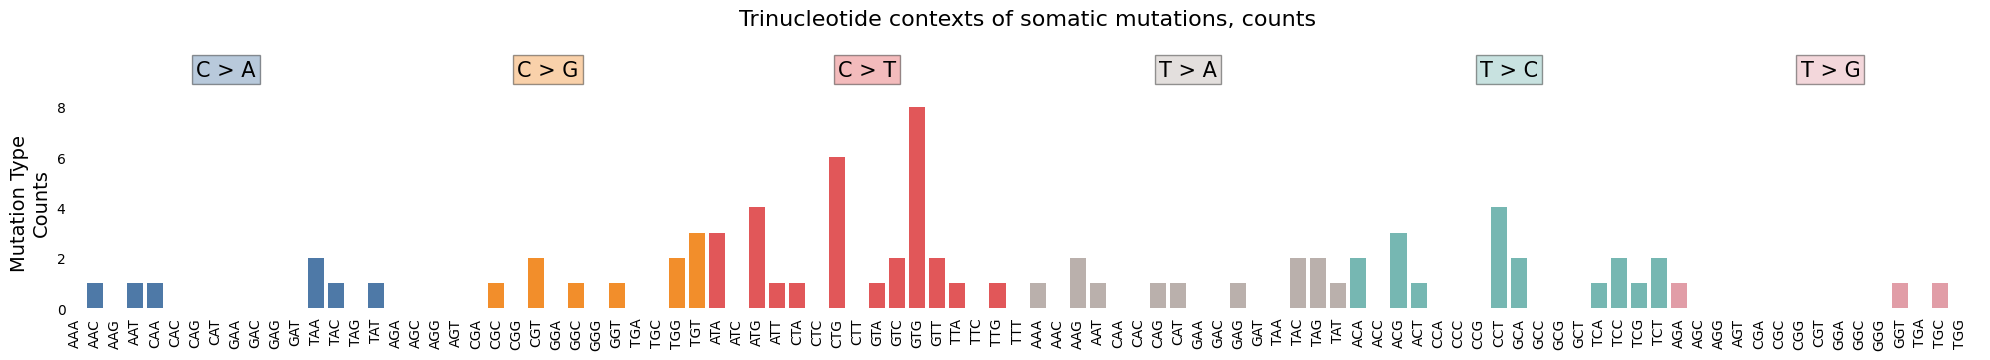 Trinucleotide contexts of somatic mutations, counts
C > A
C > G
C > T
T > A
T > C
T > G
Mutation Type
Counts
8
6
4
2
0
AAA
AAC
AAG
AAT
CAA
CAC
CAG
CAT
GAA
GAC
GAG
GAT
TAA
TAC
TAG
TAT
AGA
AGC
AGG
AGT
CGA
CGC
CGG
CGT
GGA
GGC
GGG
GGT
TGA
TGC
TGG
TGT
ATA
ATC
ATG
ATT
CTA
CTC
CTG
CTT
GTA
GTC
GTG
GTT
TTA
TTC
TTG
TTT
AAA
AAC
AAG
AAT
CAA
CAC
CAG
CAT
GAA
GAC
GAG
GAT
TAA
TAC
TAG
TAT
ACA
ACC
ACG
ACT
CCA
CCC
CCG
CCT
GCA
GCC
GCG
GCT
TCA
TCC
TCG
TCT
AGA
AGC
AGG
AGT
CGA
CGC
CGG
CGT
GGA
GGC
GGG
GGT
TGA
TGC
TGG